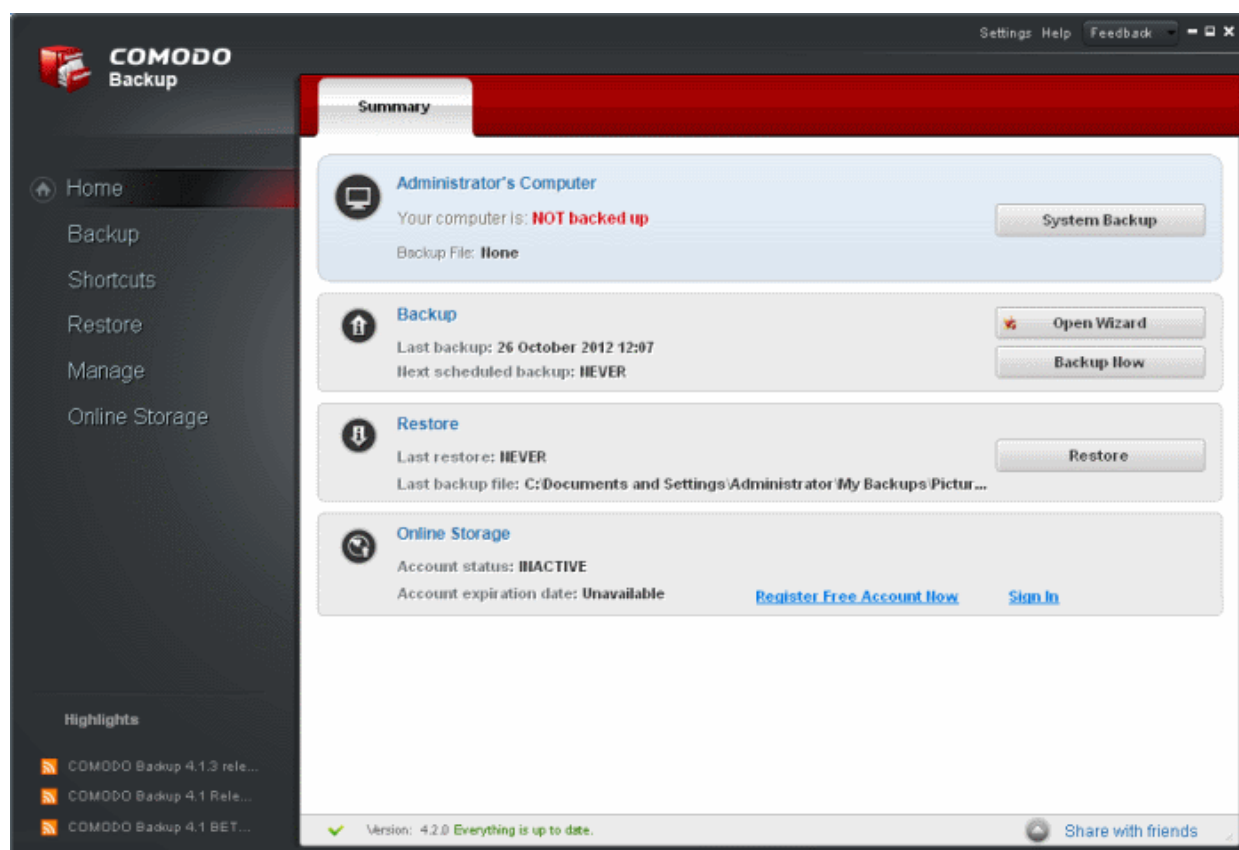 Settings Help Feedback
COMODO
Backup
Summary
Home
Backup
Shortcuts
Restore
Manage
Online Storage
Administrator's Computer
Your computer is: NOT backed up
Backup File: None
System Backup
Backup
Last backup: 26 October 2012 12:07
Next scheduled backup: NEVER
Open Wizard
Backup Now
Restore
Last restore: NEVER
Last backup file: C:\Documents and Settings\Administrator\My Backups\Pictur...
Restore
Online Storage
Account status: INACTIVE
Account expiration date: Unavailable
Register Free Account Now
Sign In
Highlights
COMODO Backup 4.1.3 rele...
COMODO Backup 4.1 Rele...
COMODO Backup 4.1 BET...
Version: 4.2.0 Everything is up to date.
Share with friends